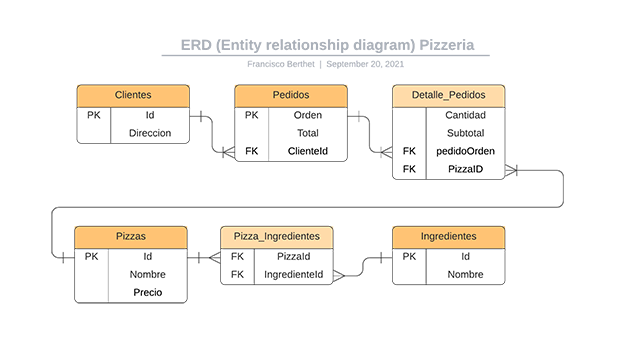 ERD (Entity relationship diagram) Pizzeria
Francisco Berthet | September 20, 2021
Clientes
PK Id
Direccion
Pedidos
PK Orden
Total
FK ClienteId
Detalle_Pedidos
Cantidad
Subtotal
FK pedidoOrden
FK PizzaID
Pizzas
PK Id
Nombre
Precio
Pizza_Ingredientes
FK PizzaId
FK IngredienteId
Ingredientes
PK Id
Nombre